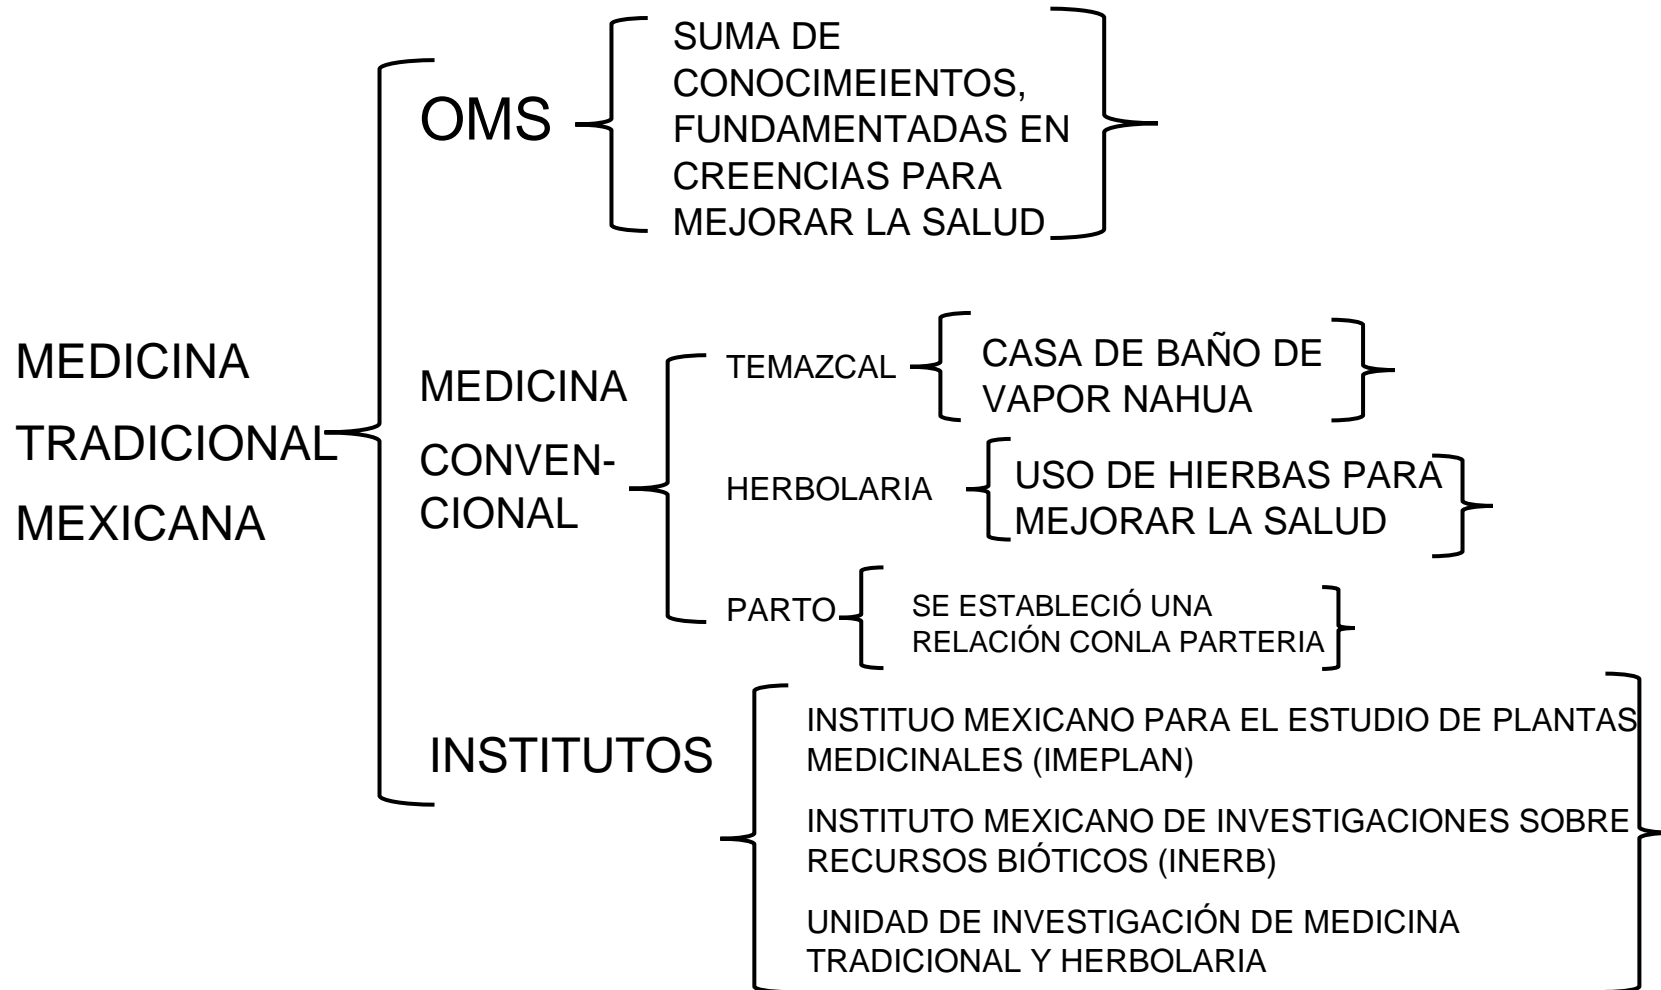 MEDICINA
TRADICIONAL
MEXICANA
OMS
SUMA DE
CONOCIMEIENTOS,
FUNDAMENTADAS EN
CREENCIAS PARA
MEJORAR LA SALUD
MEDICINA
CONVEN-
CIONAL
TEMAZCAL
CASA DE BAÑO DE
VAPOR NAHUA
HERBOLARIA
USO DE HIERBAS PARA
MEJORAR LA SALUD
PARTO
SE ESTABLECIÓ UNA
RELACIÓN CONLA PARTERIA
INSTITUTOS
INSTITUO MEXICANO PARA EL ESTUDIO DE PLANTAS
MEDICINALES (IMEPLAN)
INSTITUTO MEXICANO DE INVESTIGACIONES SOBRE
RECURSOS BIÓTICOS (INERB)
UNIDAD DE INVESTIGACIÓN DE MEDICINA
TRADICIONAL Y HERBOLARIA